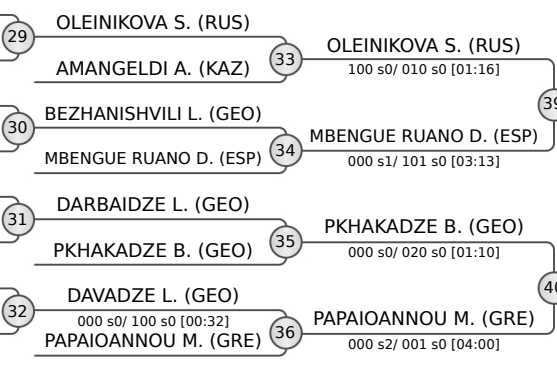 29
OLEINIKOVA S. (RUS)
AMANGELDI A. (KAZ)
33
OLEINIKOVA S. (RUS)
100 s0/ 010 s0 [01:16]
30
BEZHANISHVILI L. (GEO)
MBENGUE RUANO D. (ESP)
34
MBENGUE RUANO D. (ESP)
000 s1/ 101 s0 [03:13]
39
31
DARBAIDZE L. (GEO)
PKHAKADZE B. (GEO)
35
PKHAKADZE B. (GEO)
000 s0/ 020 s0 [01:10]
32
DAVADZE L. (GEO)
000 s0/ 100 s0 [00:32]
PAPAIOANNOU M. (GRE)
36
PAPAIOANNOU M. (GRE)
000 s2/ 001 s0 [04:00]
40